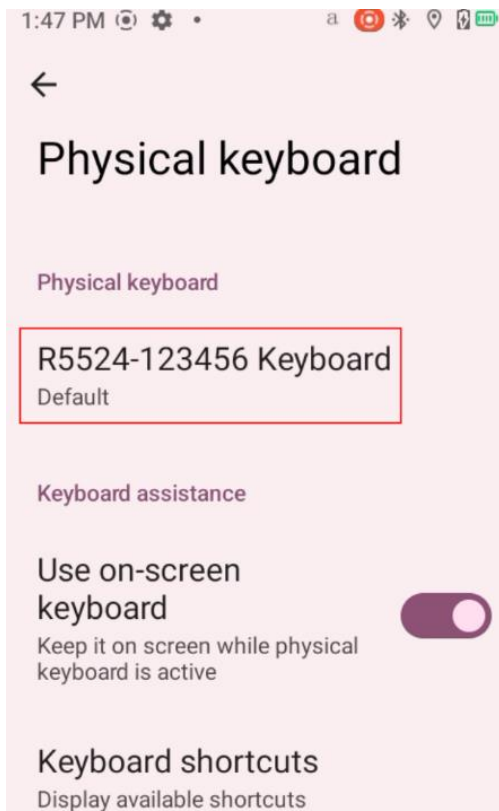 1:47 PM
a
Physical keyboard
Physical keyboard
R5524-123456 Keyboard
Default
Keyboard assistance
Use on-screen
keyboard
Keep it on screen while physical
keyboard is active
Keyboard shortcuts
Display available shortcuts